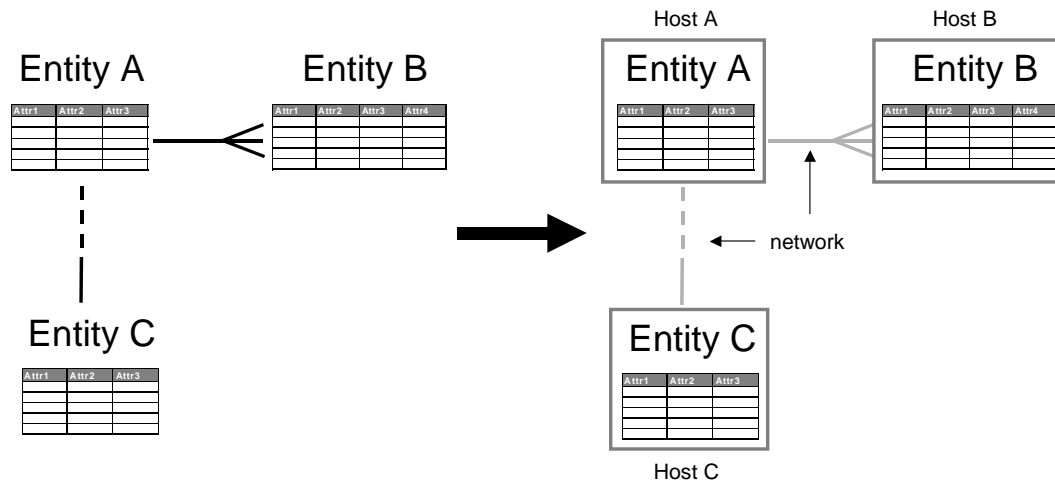 Host A
Host B
Entity A
Entity B
Entity A
Entity B
Attr1 Attr2 Attr3
Attr1 Attr2 Attr3 Attr4
Attr1 Attr2 Attr3
Attr1 Attr2 Attr3 Attr4
network
Entity C
Entity C
Attr1 Attr2 Attr3
Attr1 Attr2 Attr3
Host C